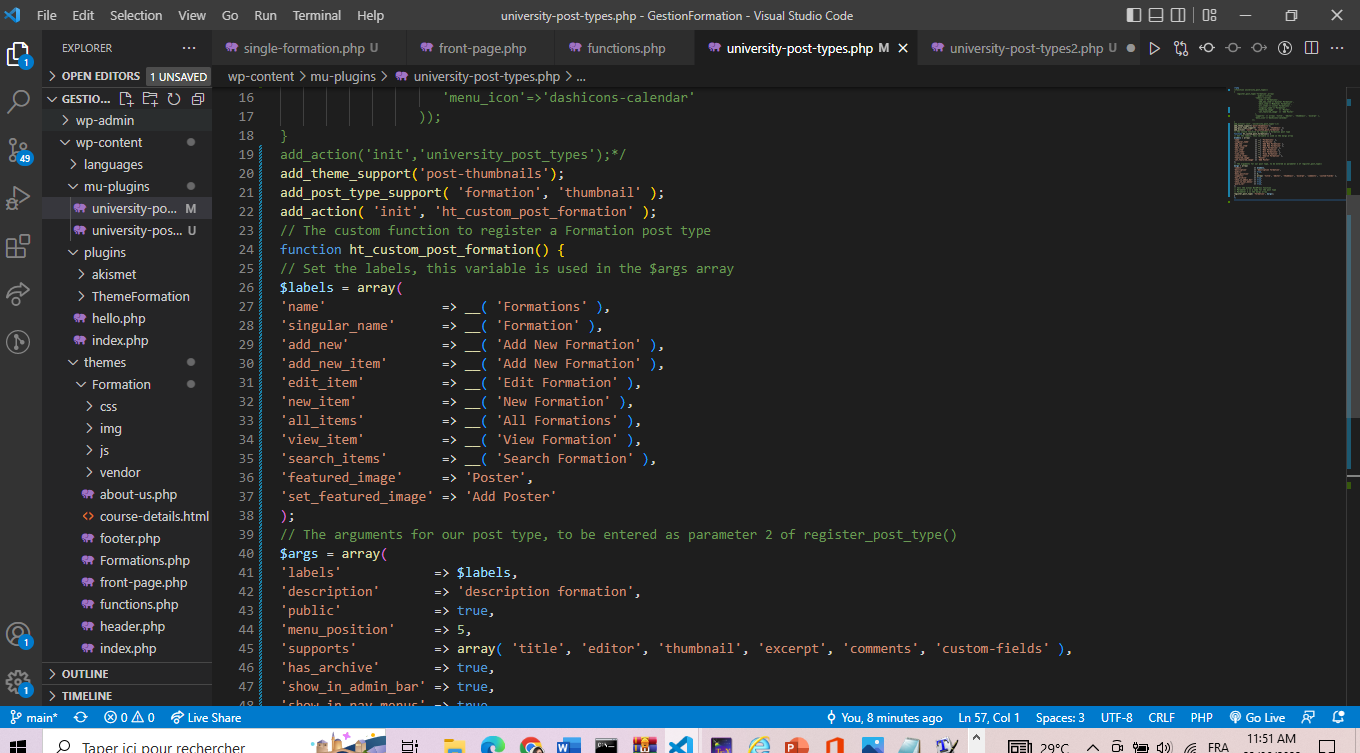 File Edit Selection View Go Run Terminal Help university-post-types.php - GestionFormation - Visual Studio Code
EXPLORER ... single-formation.php U front-page.php functions.php university-post-types.php M university-post-types2.php U
OPEN EDITORS 1 UNSAVED
wp-content > mu-plugins > university-post-types.php > ...
GESTIO...
wp-admin
wp-content
languages
mu-plugins
university-po... M
university-pos... U
plugins
akismet
ThemeFormation
hello.php
index.php
themes
Formation
css
img
js
vendor
about-us.php
course-details.html
footer.php
Formations.php
front-page.php
functions.php
header.php
index.php
OUTLINE
TIMELINE
1
49
1
1
16 'menu_icon'=>'dashicons-calendar'
17 ));
18 }
19 add_action('init','university_post_types');*/
20 add_theme_support('post-thumbnails');
21 add_post_type_support( 'formation', 'thumbnail' );
22 add_action( 'init', 'ht_custom_post_formation' );
23 // The custom function to register a Formation post type
24 function ht_custom_post_formation() {
25 // Set the labels, this variable is used in the $args array
26 $labels = array(
27 'name' => __( 'Formations' ),
28 'singular_name' => __( 'Formation' ),
29 'add_new' => __( 'Add New Formation' ),
30 'add_new_item' => __( 'Add New Formation' ),
31 'edit_item' => __( 'Edit Formation' ),
32 'new_item' => __( 'New Formation' ),
33 'all_items' => __( 'All Formations' ),
34 'view_item' => __( 'View Formation' ),
35 'search_items' => __( 'Search Formation' ),
36 'featured_image' => 'Poster',
37 'set_featured_image' => 'Add Poster'
38 );
39 // The arguments for our post type, to be entered as parameter 2 of register_post_type()
40 $args = array(
41 'labels' => $labels,
42 'description' => 'description formation',
43 'public' => true,
44 'menu_position' => 5,
45 'supports' => array( 'title', 'editor', 'thumbnail', 'excerpt', 'comments', 'custom-fields' ),
46 'has_archive' => true,
47 'show_in_admin_bar' => true,
48 'show_in_nav_menus' => true
main* 0 0 Live Share You, 8 minutes ago Ln 57, Col 1 Spaces: 3 UTF-8 CRLF PHP Go Live
Taper ici pour rechercher 29°C FRA 11:51 AM